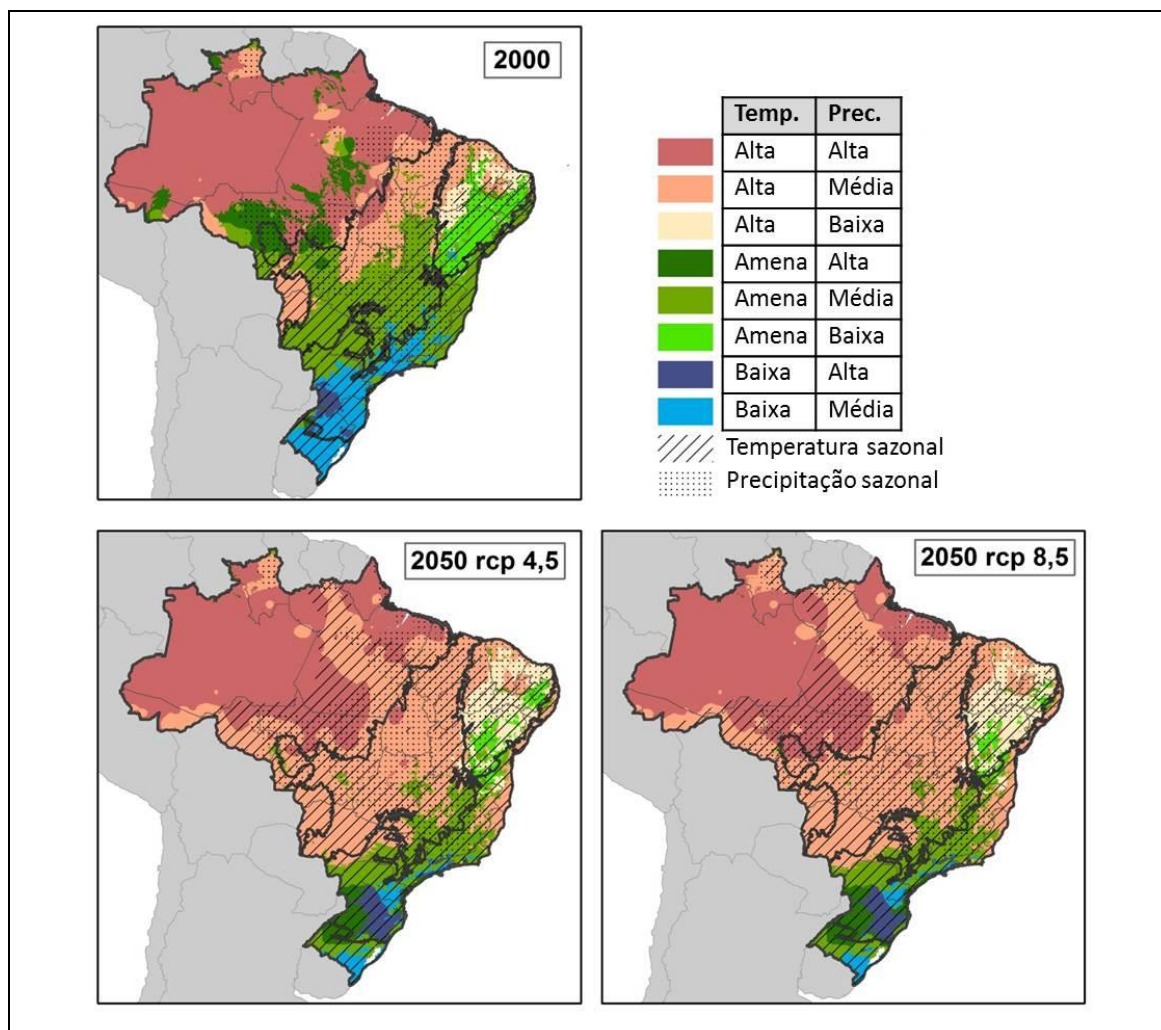 2000
Temp. Prec.
Alta Alta
Alta Média
Alta Baixa
Amena Alta
Amena Média
Amena Baixa
Baixa Alta
Baixa Média
Temperatura sazonal
Precipitação sazonal
2050 rcp 4,5
2050 rcp 8,5